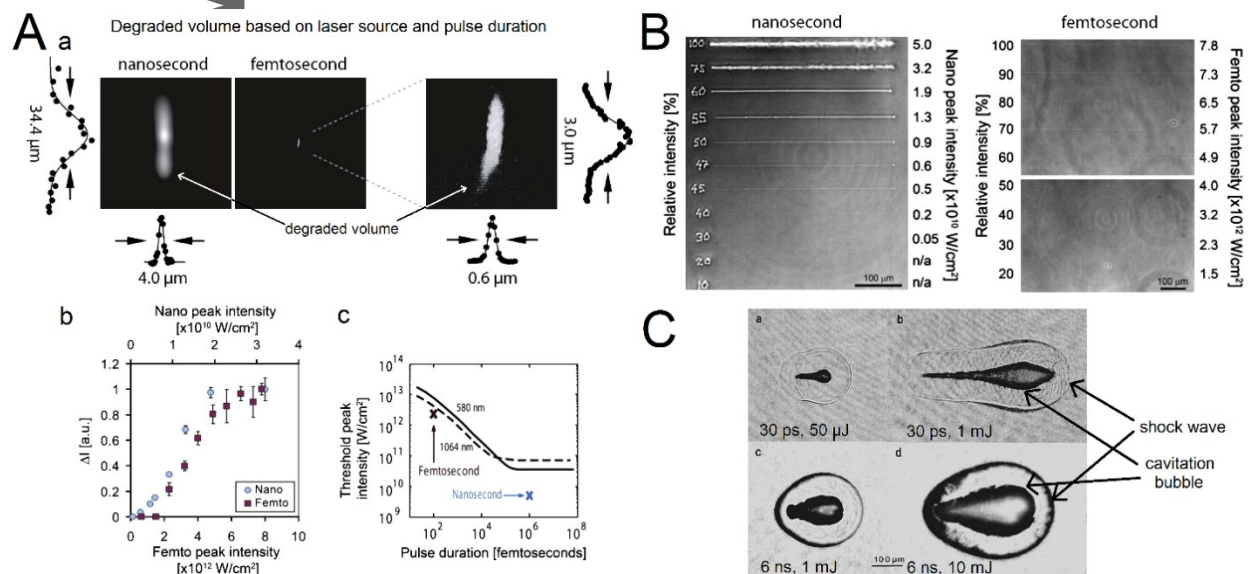 A
Degraded volume based on laser source and pulse duration
a
nanosecond
femtosecond
34.4 µm
3.0 µm
degraded volume
4.0 µm
0.6 µm
b
Nano peak intensity
[x10¹⁰ W/cm²]
0 1 2 3 4
1.2
1
0.8
0.6
0.4
0.2
0
ΔI [a.u.]
Nano
Femto
0 2 4 6 8 10
Femto peak intensity
[x10¹² W/cm²]
c
Threshold peak
intensity [W/cm²]
10¹⁴
10¹³
10¹²
10¹¹
10¹⁰
10⁹
580 nm
1064 nm
Femtosecond
Nanosecond
10² 10⁴ 10⁶ 10⁸
Pulse duration [femtoseconds]
B
nanosecond
Relative intensity [%]
100
75
60
55
50
47
45
40
30
20
10
5.0
3.2
1.9
1.3
0.9
0.6
0.5
0.2
0.05
n/a
n/a
Nano peak intensity [x10¹⁰ W/cm²]
100 µm
femtosecond
Relative intensity [%]
100
90
80
70
60
50
40
30
20
7.8
7.3
6.5
5.7
4.9
4.0
3.2
2.3
1.5
Femto peak intensity [x10¹² W/cm²]
100 µm
C
a
30 ps, 50 µJ
b
30 ps, 1 mJ
c
6 ns, 1 mJ
100 µm
d
6 ns, 10 mJ
shock wave
cavitation
bubble